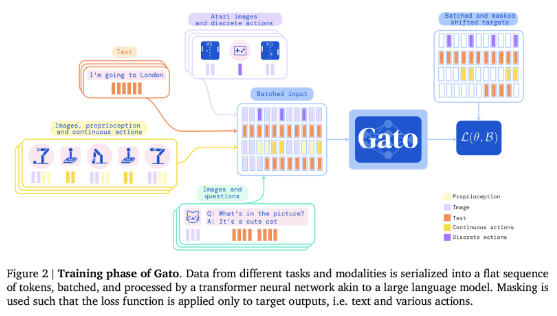 Atari images
and discrete actions
Batched and masked
shifted targets
Text
I'm going to London
Images, proprioception
and continuous actions
Batched input
Gato
L(θ, B)
Images and
questions
Q: What's in the picture?
A: It's a cute cat
Proprioception
Image
Text
Continuous actions
Discrete actions
Figure 2 | Training phase of Gato. Data from different tasks and modalities is serialized into a flat sequence
of tokens, batched, and processed by a transformer neural network akin to a large language model. Masking is
used such that the loss function is applied only to target outputs, i.e. text and various actions.